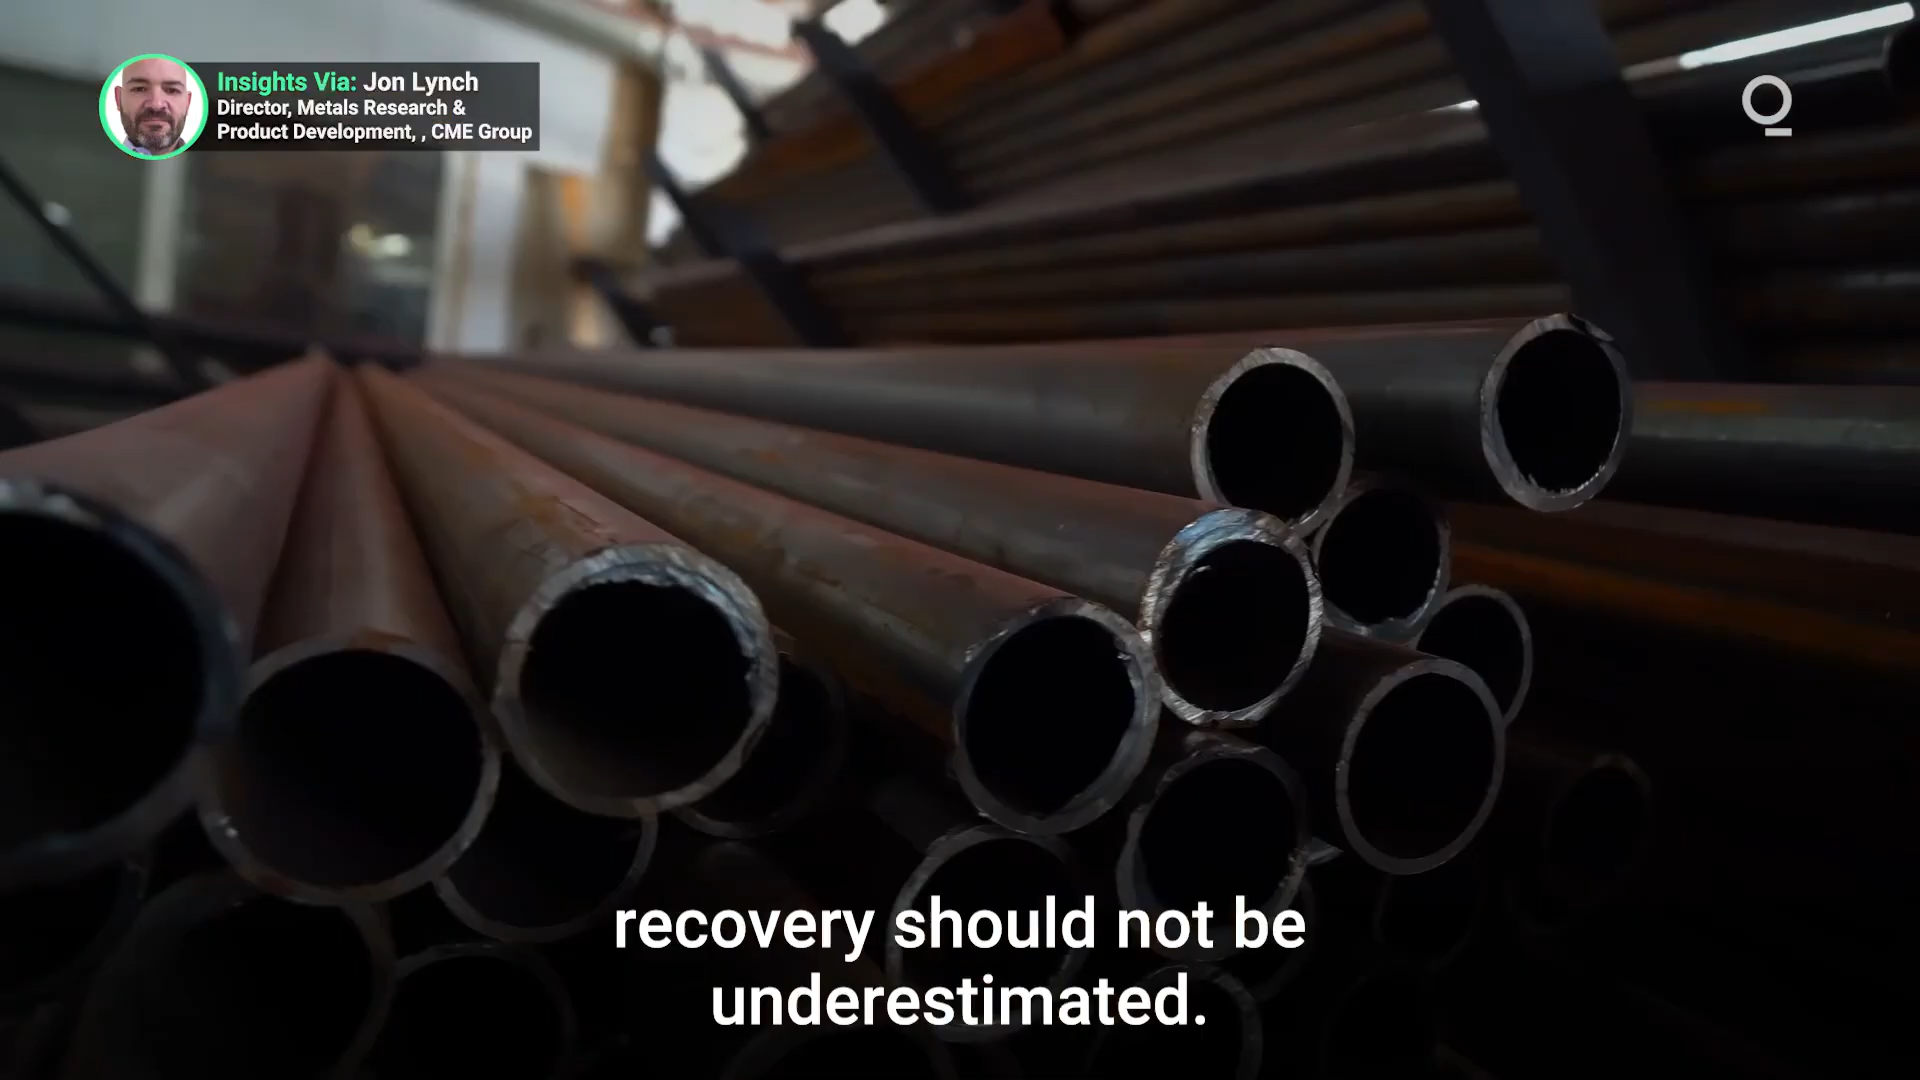 Insights Via: Jon Lynch
Director, Metals Research &
Product Development, , CME Group
recovery should not be
underestimated.